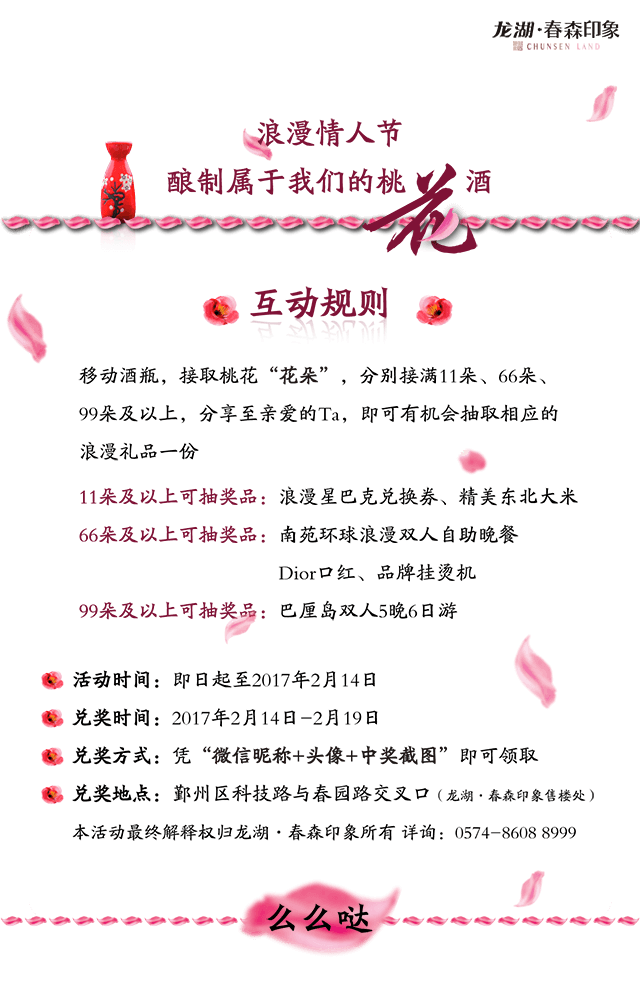 龙湖·春森印象
CHUNSEN LAND
浪漫情人节
酿制属于我们的桃花酒
互动规则
移动酒瓶，接取桃花“花朵”，分别接满11朵、66朵、
99朵及以上，分享至亲爱的Ta，即可有机会抽取相应的
浪漫礼品一份
11朵及以上可抽奖品：浪漫星巴克兑换券、精美东北大米
66朵及以上可抽奖品：南苑环球浪漫双人自助晚餐
Dior口红、品牌挂烫机
99朵及以上可抽奖品：巴厘岛双人5晚6日游
活动时间：即日起至2017年2月14日
兑奖时间：2017年2月14日-2月19日
兑奖方式：凭“微信昵称+头像+中奖截图”即可领取
兑奖地点：鄞州区科技路与春园路交叉口（龙湖·春森印象售楼处）
本活动最终解释权归龙湖·春森印象所有 详询：0574-8608 8999
么么哒